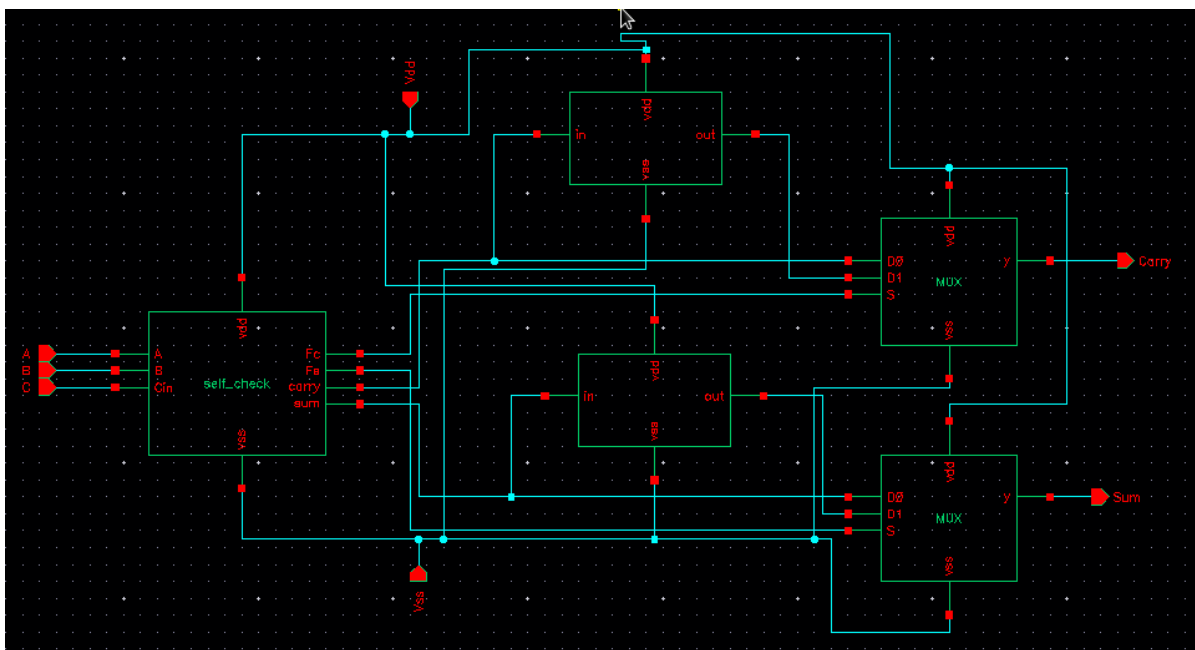 Vdd
vdd
in
out
vss
vdd
D0
D1
S
MUX
y
vss
Carry
vdd
A
B
C
A
B
Cin
self_check
Fc
Fs
carry
sum
vss
vdd
in
out
vss
vdd
D0
D1
S
MUX
y
vss
Sum
Vss